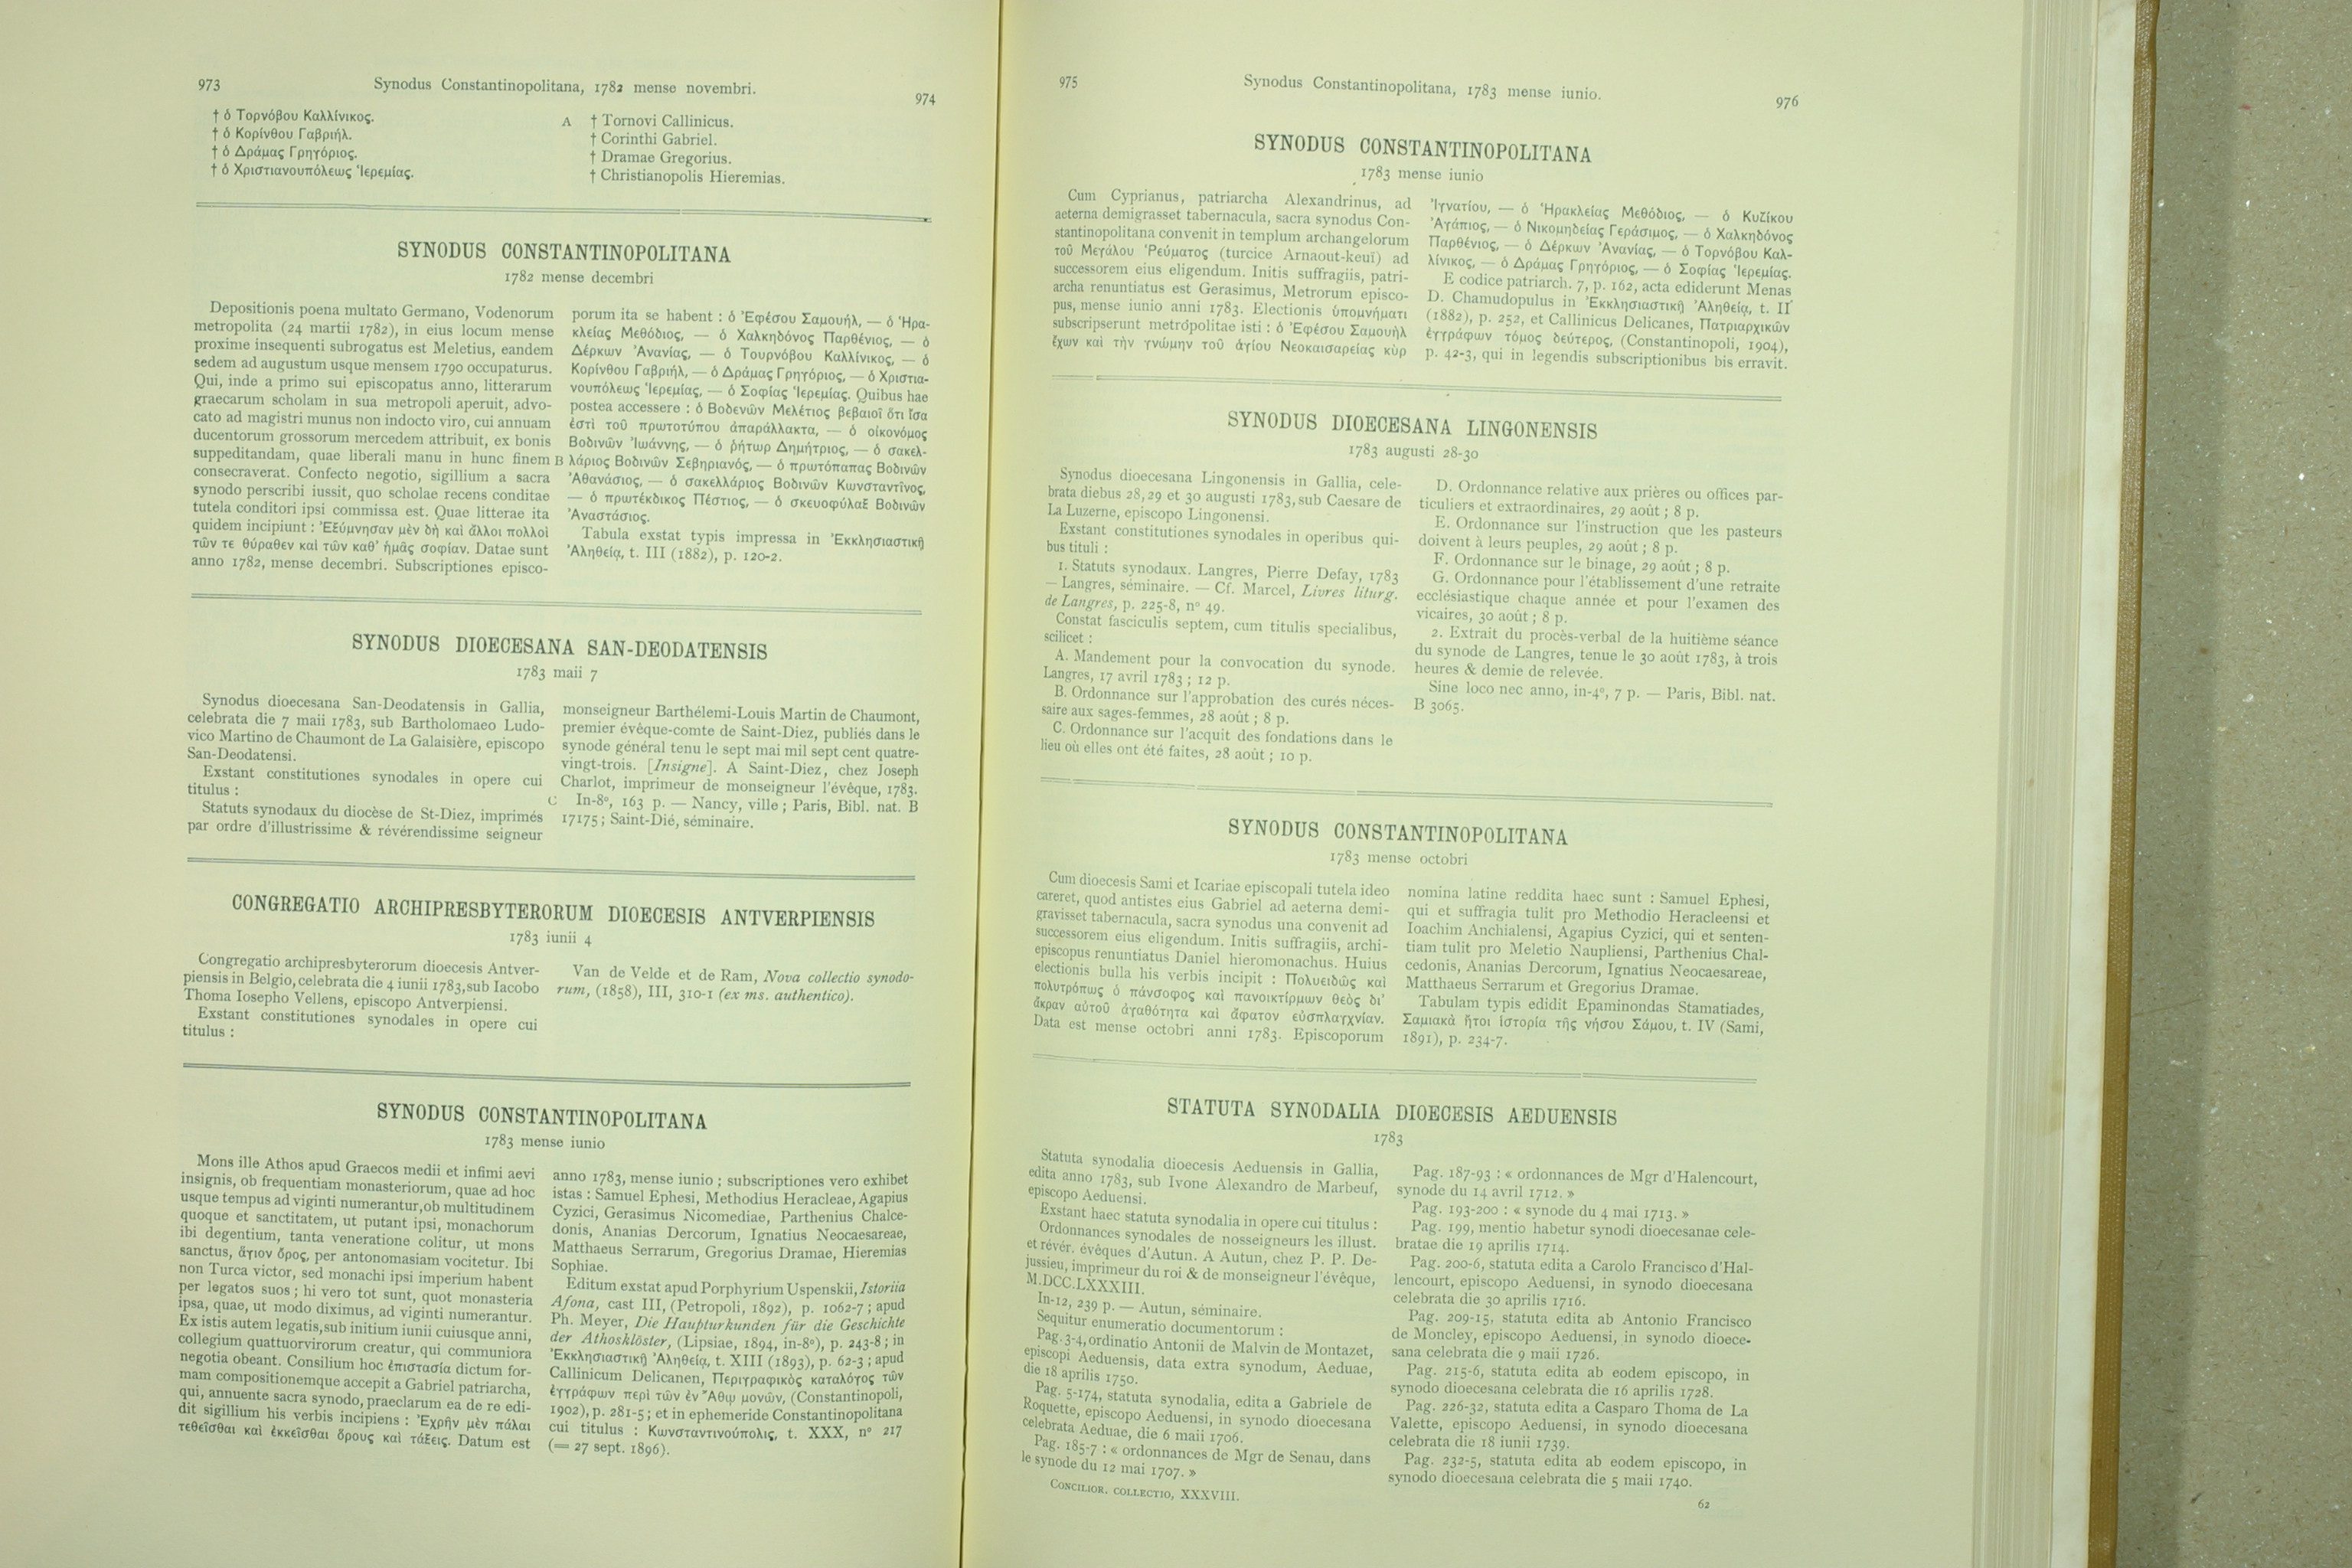 973
Synodus Constantinopolitana, 1782 mense novembri.
974
† ὁ Τορνόβου Καλλίνικος.
† ὁ Κορίνθου Γαβριήλ.
† ὁ Δράμας Γρηγόριος.
† ὁ Χριστιανουπόλεως Ἱερεμίας.
A
† Tornovi Callinicus.
† Corinthi Gabriel.
† Dramae Gregorius.
† Christianopolis Hieremias.
SYNODUS CONSTANTINOPOLITANA
1782 mense decembri
Depositionis poena multato Germano, Vodenorum
metropolita (24 martii 1782), in eius locum mense
proxime insequenti subrogatus est Meletius, eandem
sedem ad augustum usque mensem 1790 occupaturus.
Qui, inde a primo sui episcopatus anno, litterarum
graecarum scholam in sua metropoli aperuit, advo-
cato ad magistri munus non indocto viro, cui annuam
ducentorum grossorum mercedem attribuit, ex bonis
suppeditandam, quae liberali manu in hunc finem
consecraverat. Confecto negotio, sigillium a sacra
synodo perscribi iussit, quo scholae recens conditae
tutela conditori ipsi commissa est. Quae litterae ita
quidem incipiunt : Ἐξύμνησαν μὲν δὴ καὶ ἄλλοι πολλοὶ
τῶν τε θύραθεν καὶ τῶν καθ' ἡμᾶς σοφίαν. Datae sunt
anno 1782, mense decembri. Subscriptiones episco-
porum ita se habent : ὁ Ἐφέσου Σαμουήλ, — ὁ Ἡρα-
κλείας Μεθόδιος, — ὁ Χαλκηδόνος Παρθένιος, — ὁ
Δέρκων Ἀνανίας, — ὁ Τουρνόβου Καλλίνικος, — ὁ
Κορίνθου Γαβριήλ, — ὁ Δράμας Γρηγόριος, — ὁ Χριστια-
νουπόλεως Ἱερεμίας, — ὁ Σοφίας Ἱερεμίας. Quibus hae
postea accessere : ὁ Βοδενῶν Μελέτιος βεβαιοῖ ὅτι ἴσα
ἐστὶ τοῦ πρωτοτύπου ἀπαράλλακτα, — ὁ οἰκονόμος
Βοδινῶν Ἰωάννης, — ὁ ῥήτωρ Δημήτριος, — ὁ σακελ-
B λάριος Βοδινῶν Σεβηριανός, — ὁ πρωτόπαπας Βοδινῶν
Ἀθανάσιος, — ὁ σακελλάριος Βοδινῶν Κωνσταντῖνος,
— ὁ πρωτέκδικος Πέστιος, — ὁ σκευοφύλαξ Βοδινῶν
Ἀναστάσιος.
Tabula exstat typis impressa in Ἐκκλησιαστικῇ
Ἀληθείᾳ, t. III (1882), p. 120-2.
SYNODUS DIOECESANA SAN-DEODATENSIS
1783 maii 7
Synodus dioecesana San-Deodatensis in Gallia,
celebrata die 7 maii 1783, sub Bartholomaeo Ludo-
vico Martino de Chaumont de La Galaisière, episcopo
San-Deodatensi.
Exstant constitutiones synodales in opere cui
titulus :
Statuts synodaux du diocèse de St-Diez, imprimés
par ordre d'illustrissime & révérendissime seigneur
monseigneur Barthélemi-Louis Martin de Chaumont,
premier évêque-comte de Saint-Diez, publiés dans le
synode général tenu le sept mai mil sept cent quatre-
vingt-trois. [Insigne]. A Saint-Diez, chez Joseph
Charlot, imprimeur de monseigneur l'évêque, 1783.
C In-8º, 163 p. — Nancy, ville ; Paris, Bibl. nat. B
17175 ; Saint-Dié, séminaire.
CONGREGATIO ARCHIPRESBYTERORUM DIOECESIS ANTVERPIENSIS
1783 iunii 4
Congregatio archipresbyterorum dioecesis Antver-
piensis in Belgio, celebrata die 4 iunii 1783, sub Iacobo
Thoma Iosepho Vellens, episcopo Antverpiensi.
Exstant constitutiones synodales in opere cui
titulus :
Van de Velde et de Ram, Nova collectio synodo-
rum, (1858), III, 310-1 (ex ms. authentico).
SYNODUS CONSTANTINOPOLITANA
1783 mense iunio
Mons ille Athos apud Graecos medii et infimi aevi
insignis, ob frequentiam monasteriorum, quae ad hoc
usque tempus ad viginti numerantur, ob multitudinem
quoque et sanctitatem, ut putant ipsi, monachorum
ibi degentium, tanta veneratione colitur, ut mons
sanctus, ἅγιον ὄρος, per antonomasiam vocitetur. Ibi
non Turca victor, sed monachi ipsi imperium habent
per legatos suos ; hi vero tot sunt, quot monasteria
ipsa, quae, ut modo diximus, ad viginti numerantur.
Ex istis autem legatis, sub initium iunii cuiusque anni,
collegium quattuorvirorum creatur, qui communiora
negotia obeant. Consilium hoc ἐπιστασία dictum for-
mam compositionemque accepit a Gabriel patriarcha,
qui, annuente sacra synodo, praeclarum ea de re edi-
dit sigillium his verbis incipiens : Ἐχρῆν μὲν πάλαι
τεθεῖσθαι καὶ ἐκκεῖσθαι ὅρους καὶ τάξεις. Datum est
anno 1783, mense iunio ; subscriptiones vero exhibet
istas : Samuel Ephesi, Methodius Heracleae, Agapius
Cyzici, Gerasimus Nicomediae, Parthenius Chalce-
donis, Ananias Dercorum, Ignatius Neocaesareae,
Matthaeus Serrarum, Gregorius Dramae, Hieremias
Sophiae.
Editum exstat apud Porphyrium Uspenskii, Istoriia
Afona, cast III, (Petropoli, 1892), p. 1062-7 ; apud
Ph. Meyer, Die Haupturkunden für die Geschichte
der Athosklöster, (Lipsiae, 1894, in-8º), p. 243-8 ; in
Ἐκκλησιαστικῇ Ἀληθείᾳ, t. XIII (1893), p. 62-3 ; apud
Callinicum Delicanen, Περιγραφικὸς καταλόγος τῶν
ἐγγράφων περὶ τῶν ἐν Ἄθῳ μονῶν, (Constantinopoli,
1902), p. 281-5 ; et in ephemeride Constantinopolitana
cui titulus : Κωνσταντινούπολις, t. XXX, nº 217
(= 27 sept. 1896).
975
Synodus Constantinopolitana, 1783 mense iunio.
976
SYNODUS CONSTANTINOPOLITANA
1783 mense iunio
Cum Cyprianus, patriarcha Alexandrinus, ad
aeterna demigrasset tabernacula, sacra synodus Con-
stantinopolitana convenit in templum archangelorum
τοῦ Μεγάλου Ῥεύματος (turcice Arnaout-keuï) ad
successorem eius eligendum. Initis suffragiis, patri-
archa renuntiatus est Gerasimus, Metrorum episco-
pus, mense iunio anni 1783. Electionis ὑπομνήματι
subscripserunt metropolitae isti : ὁ Ἐφέσου Σαμουὴλ
ἔχων καὶ τὴν γνώμην τοῦ ἁγίου Νεοκαισαρείας κὺρ
Ἰγνατίου, — ὁ Ἡρακλείας Μεθόδιος, — ὁ Κυζίκου
Ἀγάπιος, — ὁ Νικομηδείας Γεράσιμος, — ὁ Χαλκηδόνος
Παρθένιος, — ὁ Δέρκων Ἀνανίας, — ὁ Τορνόβου Καλ-
λίνικος, — ὁ Δράμας Γρηγόριος, — ὁ Σοφίας Ἱερεμίας.
E codice patriarch. 7, p. 162, acta ediderunt Menas
D. Chamudopulus in Ἐκκλησιαστικῇ Ἀληθείᾳ, t. II
(1882), p. 252, et Callinicus Delicanes, Πατριαρχικῶν
ἐγγράφων τόμος δεύτερος, (Constantinopoli, 1904),
p. 42-3, qui in legendis subscriptionibus bis erravit.
SYNODUS DIOECESANA LINGONENSIS
1783 augusti 28-30
Synodus dioecesana Lingonensis in Gallia, cele-
brata diebus 28, 29 et 30 augusti 1783, sub Caesare de
La Luzerne, episcopo Lingonensi.
Exstant constitutiones synodales in operibus qui-
bus tituli :
1. Statuts synodaux. Langres, Pierre Defay, 1783
— Langres, séminaire. — Cf. Marcel, Livres liturg.
de Langres, p. 225-8, nº 49.
Constat fasciculis septem, cum titulis specialibus,
scilicet :
A. Mandement pour la convocation du synode.
Langres, 17 avril 1783 ; 12 p.
B. Ordonnance sur l'approbation des curés néces-
saire aux sages-femmes, 28 août ; 8 p.
C. Ordonnance sur l'acquit des fondations dans le
lieu où elles ont été faites, 28 août ; 10 p.
D. Ordonnance relative aux prières ou offices par-
ticuliers et extraordinaires, 29 août ; 8 p.
E. Ordonnance sur l'instruction que les pasteurs
doivent à leurs peuples, 29 août ; 8 p.
F. Ordonnance sur le binage, 29 août ; 8 p.
G. Ordonnance pour l'établissement d'une retraite
ecclésiastique chaque année et pour l'examen des
vicaires, 30 août ; 8 p.
2. Extrait du procès-verbal de la huitième séance
du synode de Langres, tenue le 30 août 1783, à trois
heures & demie de relevée.
Sine loco nec anno, in-4º, 7 p. — Paris, Bibl. nat.
B 3065.
SYNODUS CONSTANTINOPOLITANA
1783 mense octobri
Cum dioecesis Sami et Icariae episcopali tutela ideo
careret, quod antistes eius Gabriel ad aeterna demi-
gravisset tabernacula, sacra synodus una convenit ad
successorem eius eligendum. Initis suffragiis, archi-
episcopus renuntiatus Daniel hieromonachus. Huius
electionis bulla his verbis incipit : Πολυειδῶς καὶ
πολυτρόπως ὁ πάνσοφος καὶ πανοικτίρμων θεὸς δι'
ἄκραν αὐτοῦ ἀγαθότητα καὶ ἄφατον εὐσπλαγχνίαν.
Data est mense octobri anni 1783. Episcoporum
nomina latine reddita haec sunt : Samuel Ephesi,
qui et suffragia tulit pro Methodio Heracleensi et
Ioachim Anchialensi, Agapius Cyzici, qui et senten-
tiam tulit pro Meletio Naupliensi, Parthenius Chal-
cedonis, Ananias Dercorum, Ignatius Neocaesareae,
Matthaeus Serrarum et Gregorius Dramae.
Tabulam typis edidit Epaminondas Stamatiades,
Σαμιακὰ ἤτοι ἱστορία τῆς νήσου Σάμου, t. IV (Sami,
1891), p. 234-7.
STATUTA SYNODALIA DIOECESIS AEDUENSIS
1783
Statuta synodalia dioecesis Aeduensis in Gallia,
edita anno 1783, sub Ivone Alexandro de Marbeuf,
episcopo Aeduensi.
Exstant haec statuta synodalia in opere cui titulus :
Ordonnances synodales de nosseigneurs les illust.
et révér. évêques d'Autun. A Autun, chez P. P. De-
jussieu, imprimeur du roi & de monseigneur l'évêque,
M.DCC.LXXXIII.
In-12, 239 p. — Autun, séminaire.
Sequitur enumeratio documentorum :
Pag. 3-4, ordinatio Antonii de Malvin de Montazet,
episcopi Aeduensis, data extra synodum, Aeduae,
die 18 aprilis 1750.
Pag. 5-174, statuta synodalia, edita a Gabriele de
Roquette, episcopo Aeduensi, in synodo dioecesana
celebrata Aeduae, die 6 maii 1706.
Pag. 185-7 : « ordonnances de Mgr de Senau, dans
le synode du 12 mai 1707. »
Pag. 187-93 : « ordonnances de Mgr d'Halencourt,
synode du 14 avril 1712. »
Pag. 193-200 : « synode du 4 mai 1713. »
Pag. 199, mentio habetur synodi dioecesanae cele-
bratae die 19 aprilis 1714.
Pag. 200-6, statuta edita a Carolo Francisco d'Hal-
lencourt, episcopo Aeduensi, in synodo dioecesana
celebrata die 30 aprilis 1716.
Pag. 209-15, statuta edita ab Antonio Francisco
de Moncley, episcopo Aeduensi, in synodo dioece-
sana celebrata die 9 maii 1726.
Pag. 215-6, statuta edita ab eodem episcopo, in
synodo dioecesana celebrata die 16 aprilis 1728.
Pag. 226-32, statuta edita a Casparo Thoma de La
Valette, episcopo Aeduensi, in synodo dioecesana
celebrata die 18 iunii 1739.
Pag. 232-5, statuta edita ab eodem episcopo, in
synodo dioecesana celebrata die 5 maii 1740.
CONCILIOR. COLLECTIO, XXXVIII.
62